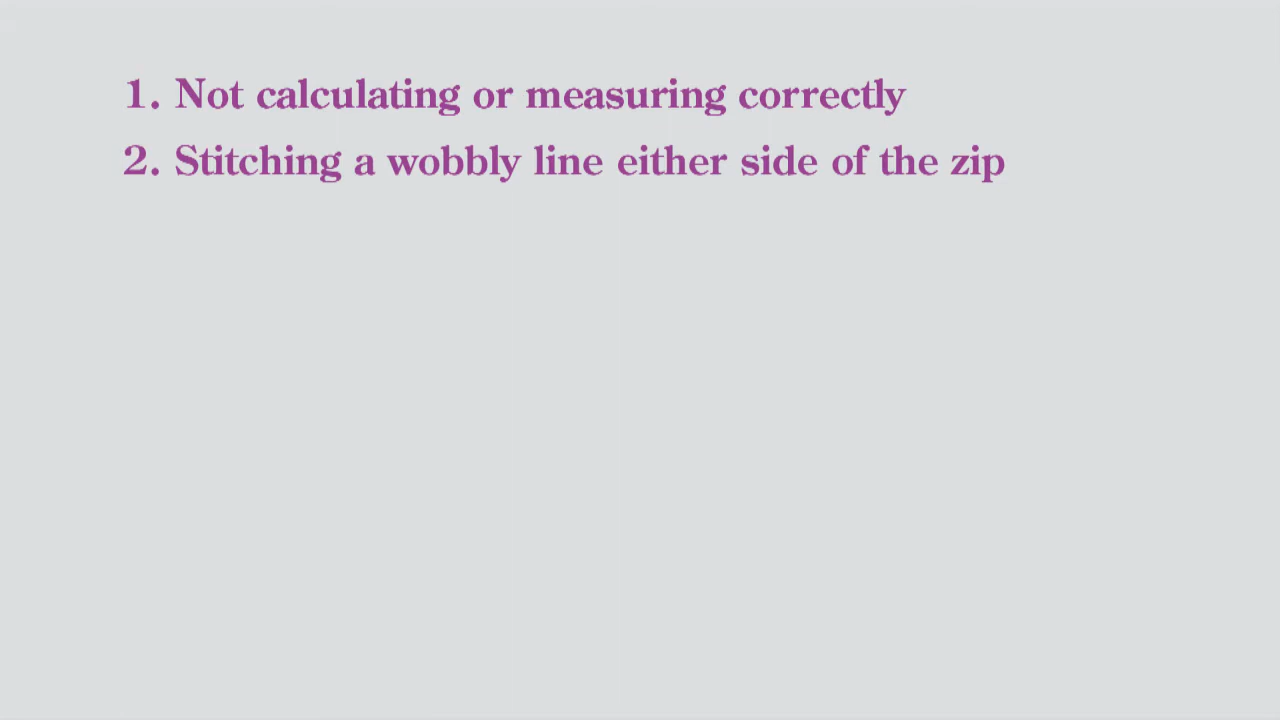 1. Not calculating or measuring correctly
2. Stitching a wobbly line either side of the zip